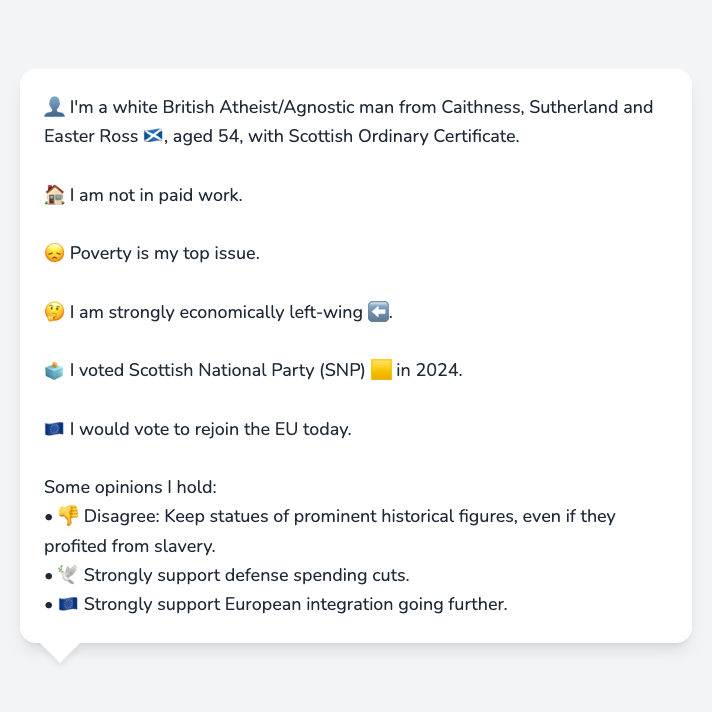 👤 I'm a white British Atheist/Agnostic man from Caithness, Sutherland and
Easter Ross 🏴󠁧󠁢󠁳󠁣󠁴󠁿, aged 54, with Scottish Ordinary Certificate.
🏠 I am not in paid work.
😞 Poverty is my top issue.
🤔 I am strongly economically left-wing ⬅️.
🗳️ I voted Scottish National Party (SNP) 🟨 in 2024.
🇪🇺 I would vote to rejoin the EU today.
Some opinions I hold:
• 👎 Disagree: Keep statues of prominent historical figures, even if they
profited from slavery.
• 🕊️ Strongly support defense spending cuts.
• 🇪🇺 Strongly support European integration going further.